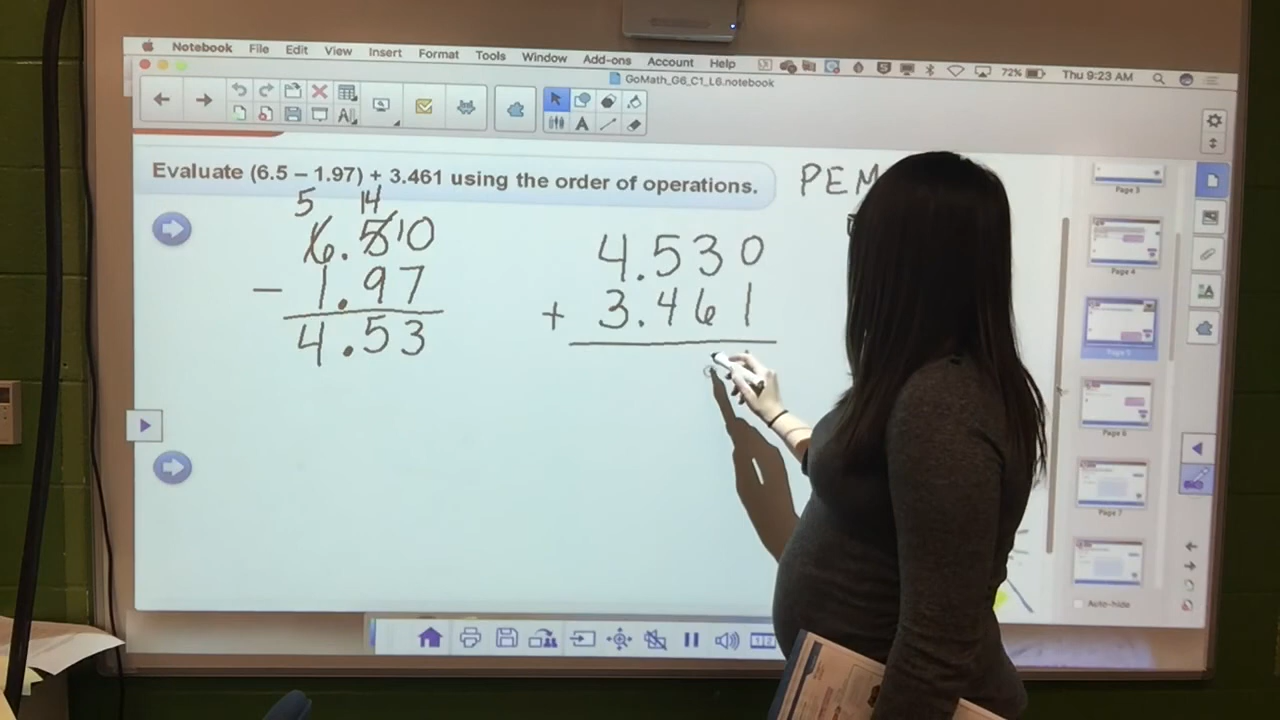 Notebook File Edit View Insert Format Tools Window Add-ons Account Help 72% Thu 9:23 AM
GoMath_G6_C1_L6.notebook
Evaluate (6.5 – 1.97) + 3.461 using the order of operations.
PEM
5 14
6.510
- 1.97
4.53
4.530
+ 3.461
Page 3
Page 4
Page 5
Page 6
Page 7
Auto-hide